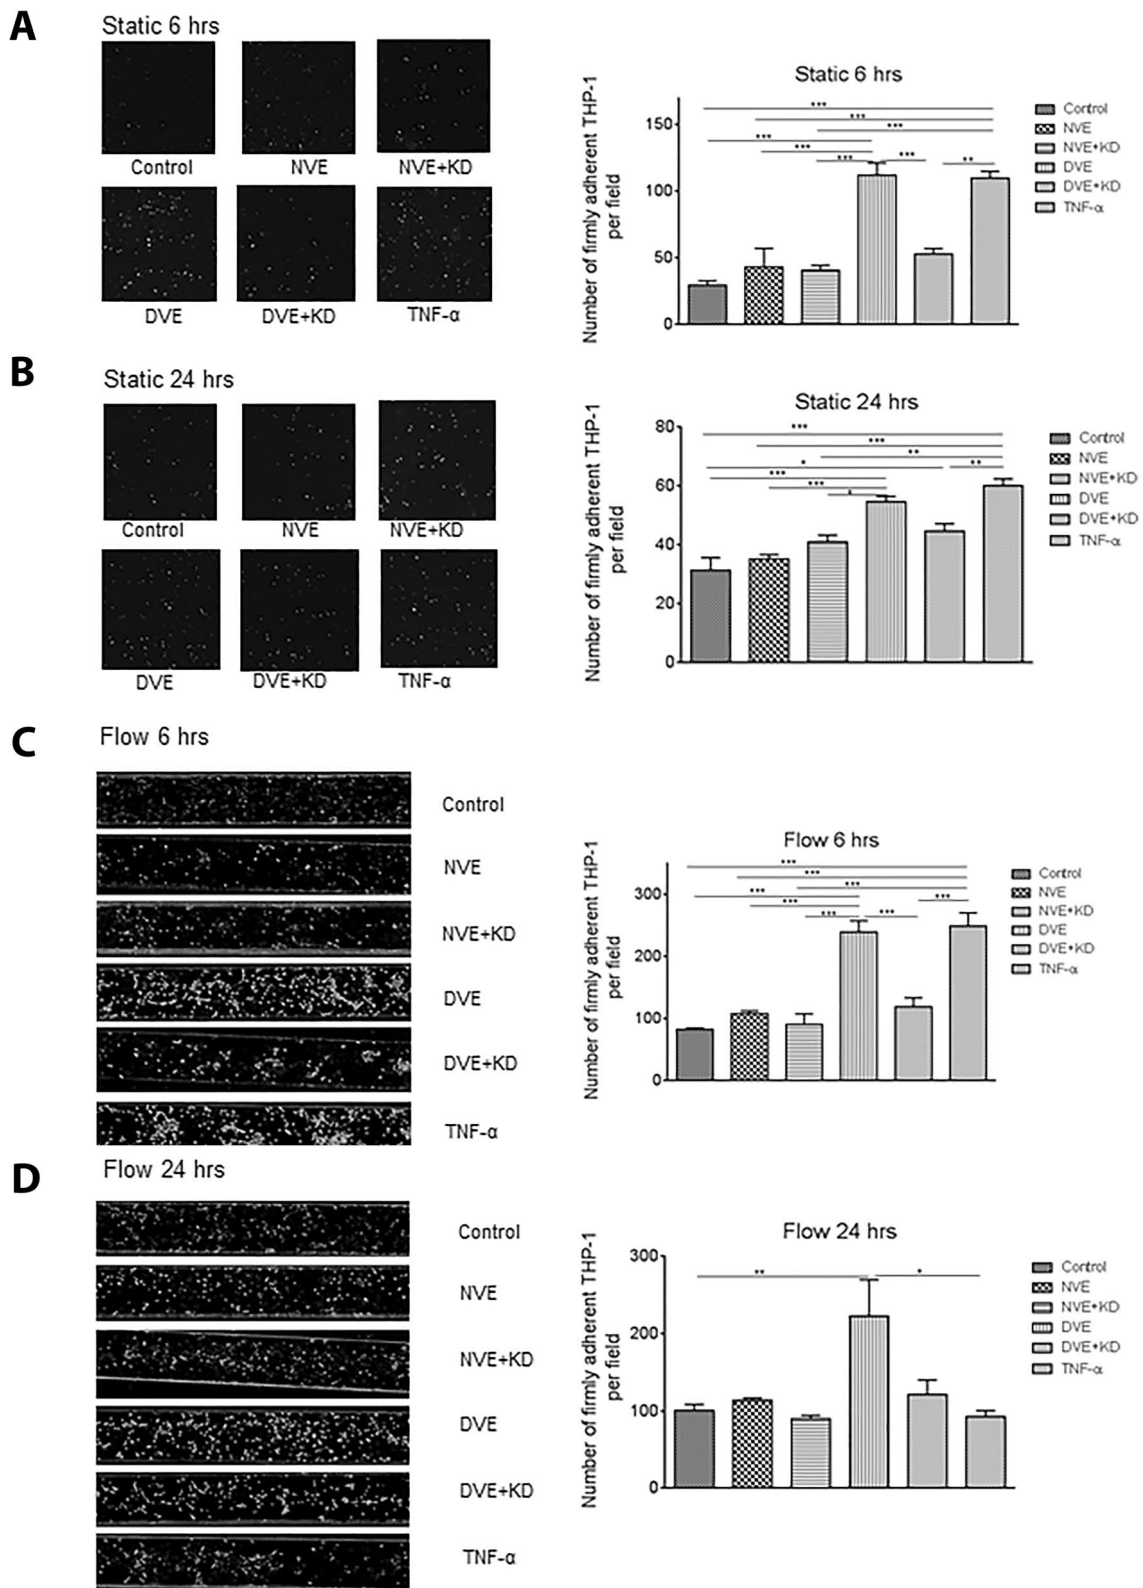 A
Static 6 hrs
Control
NVE
NVE+KD
DVE
DVE+KD
TNF-α
Static 6 hrs
Number of firmly adherent THP-1
per field
150
100
50
0
***
***
***
***
***
***
***
**
Control
NVE
NVE+KD
DVE
DVE+KD
TNF-α
B
Static 24 hrs
Control
NVE
NVE+KD
DVE
DVE+KD
TNF-α
Static 24 hrs
Number of firmly adherent THP-1
per field
80
60
40
20
0
***
***
**
*
**
***
***
*
Control
NVE
NVE+KD
DVE
DVE+KD
TNF-α
C
Flow 6 hrs
Control
NVE
NVE+KD
DVE
DVE+KD
TNF-α
Flow 6 hrs
Number of firmly adherent THP-1
per field
300
200
100
0
***
***
***
***
***
***
***
***
Control
NVE
NVE+KD
DVE
DVE+KD
TNF-α
D
Flow 24 hrs
Control
NVE
NVE+KD
DVE
DVE+KD
TNF-α
Flow 24 hrs
Number of firmly adherent THP-1
per field
300
200
100
0
**
*
Control
NVE
NVE+KD
DVE
DVE+KD
TNF-α